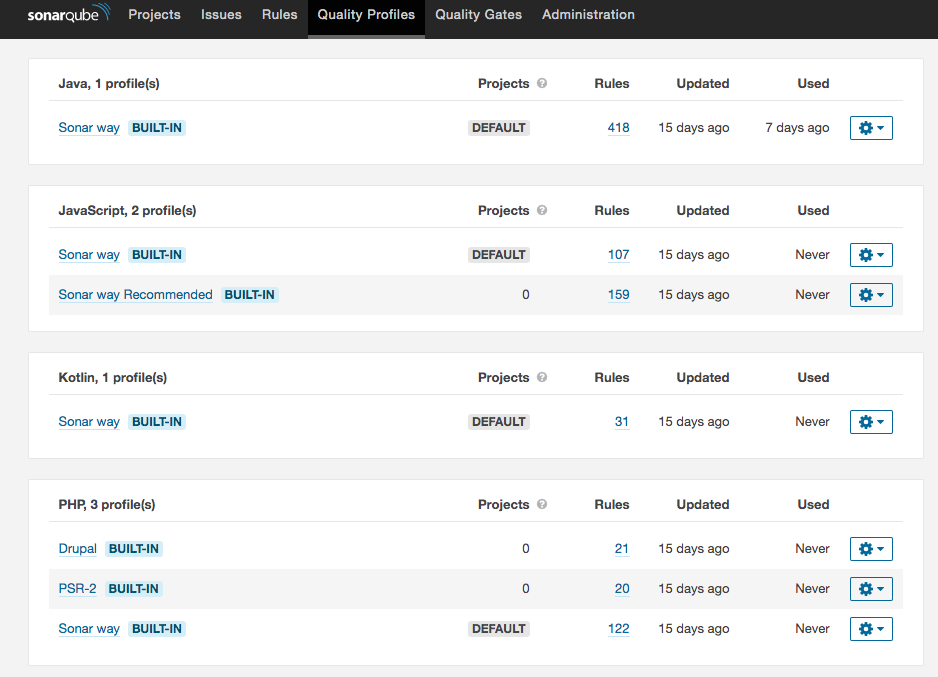 sonarqube Projects Issues Rules Quality Profiles Quality Gates Administration
Java, 1 profile(s) Projects ? Rules Updated Used
Sonar way BUILT-IN DEFAULT 418 15 days ago 7 days ago
JavaScript, 2 profile(s) Projects ? Rules Updated Used
Sonar way BUILT-IN DEFAULT 107 15 days ago Never
Sonar way Recommended BUILT-IN 0 159 15 days ago Never
Kotlin, 1 profile(s) Projects ? Rules Updated Used
Sonar way BUILT-IN DEFAULT 31 15 days ago Never
PHP, 3 profile(s) Projects ? Rules Updated Used
Drupal BUILT-IN 0 21 15 days ago Never
PSR-2 BUILT-IN 0 20 15 days ago Never
Sonar way BUILT-IN DEFAULT 122 15 days ago Never